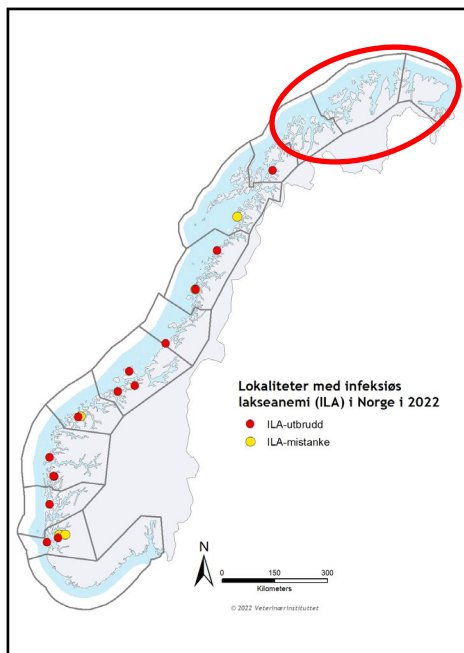 Lokaliteter med infeksiøs
lakseanemi (ILA) i Norge i 2022
ILA-utbrudd
ILA-mistanke
N
0 150 300
Kilometers
© 2022 Veterinærinstituttet